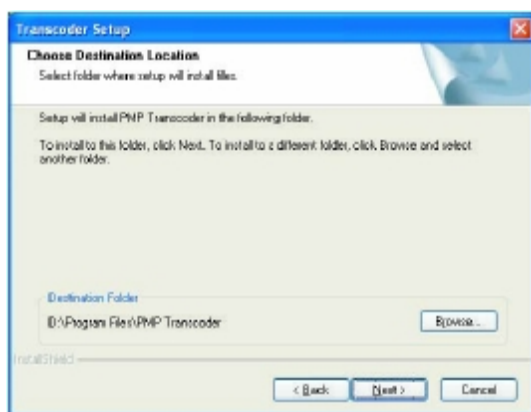 Transcoder Setup
Choose Destination Location
Select folder where setup will install files.
Setup will install PMP Transcoder in the following folder.
To install to this folder, click Next. To install to a different folder, click Browse and select
another folder.
Destination Folder
D:\Program Files\PMP Transcoder
Browse...
InstallShield
< Back
Next >
Cancel